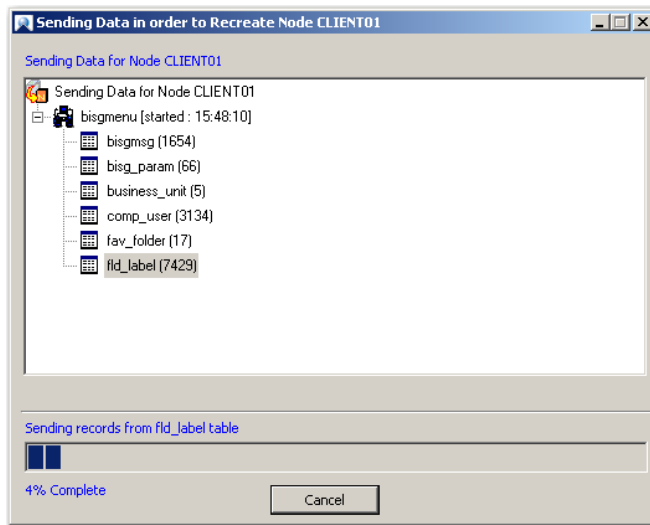 Sending Data in order to Recreate Node CLIENT01
Sending Data for Node CLIENT01
Sending Data for Node CLIENT01
bisgmenu [started : 15:48:10]
bisgmsg (1654)
bisg_param (66)
business_unit (5)
comp_user (3134)
fav_folder (17)
fld_label (7429)
Sending records from fld_label table
4% Complete
Cancel